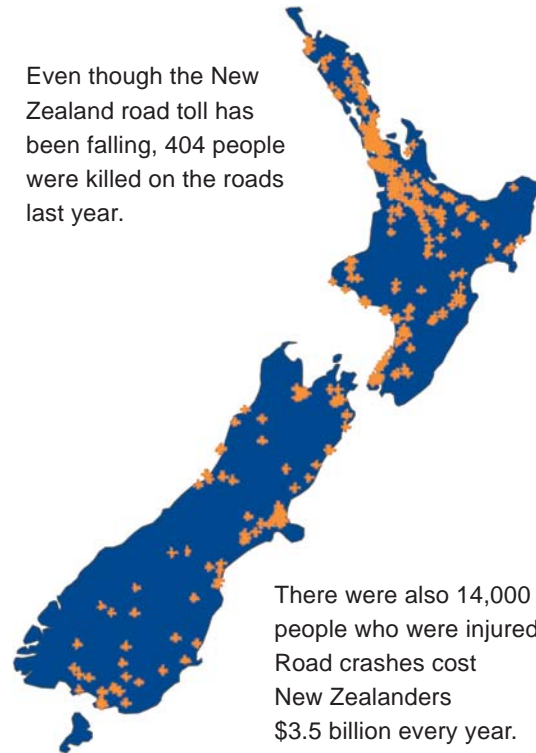 Even though the New
Zealand road toll has
been falling, 404 people
were killed on the roads
last year.
There were also 14,000
people who were injured
Road crashes cost
New Zealanders
$3.5 billion every year.